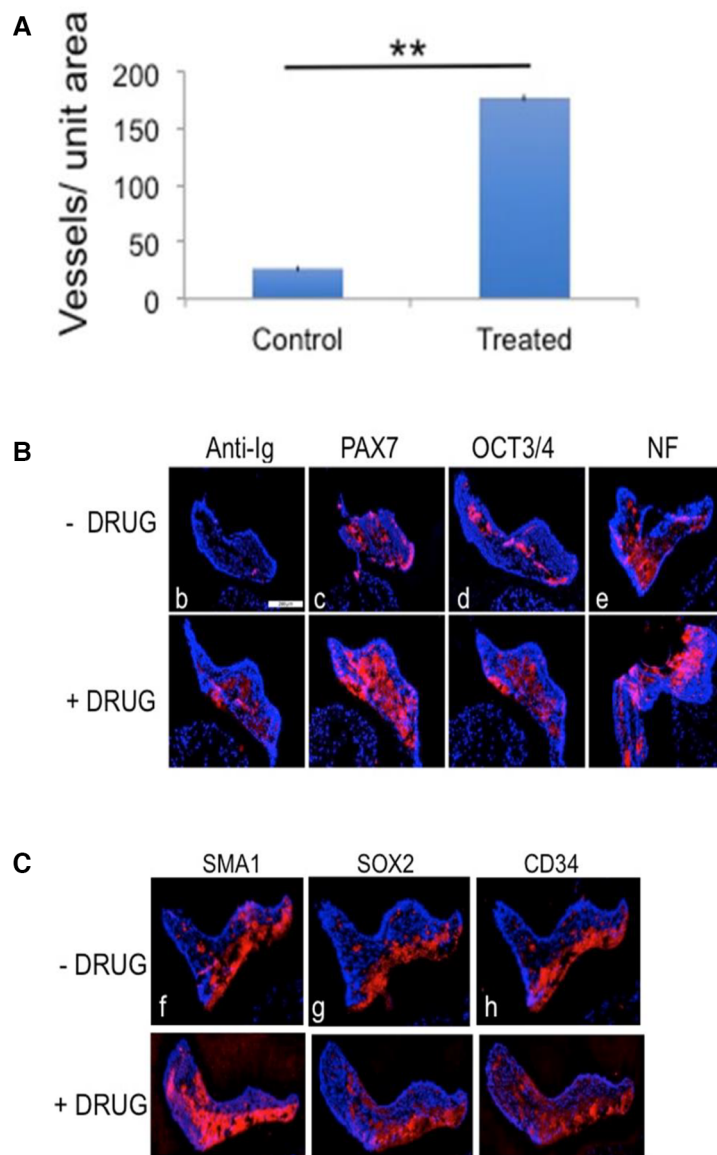 A
**
200
150
100
50
0
Vessels/ unit area
Control Treated
B
Anti-Ig PAX7 OCT3/4 NF
- DRUG
b c d e
+ DRUG
C
SMA1 SOX2 CD34
- DRUG
f g h
+ DRUG